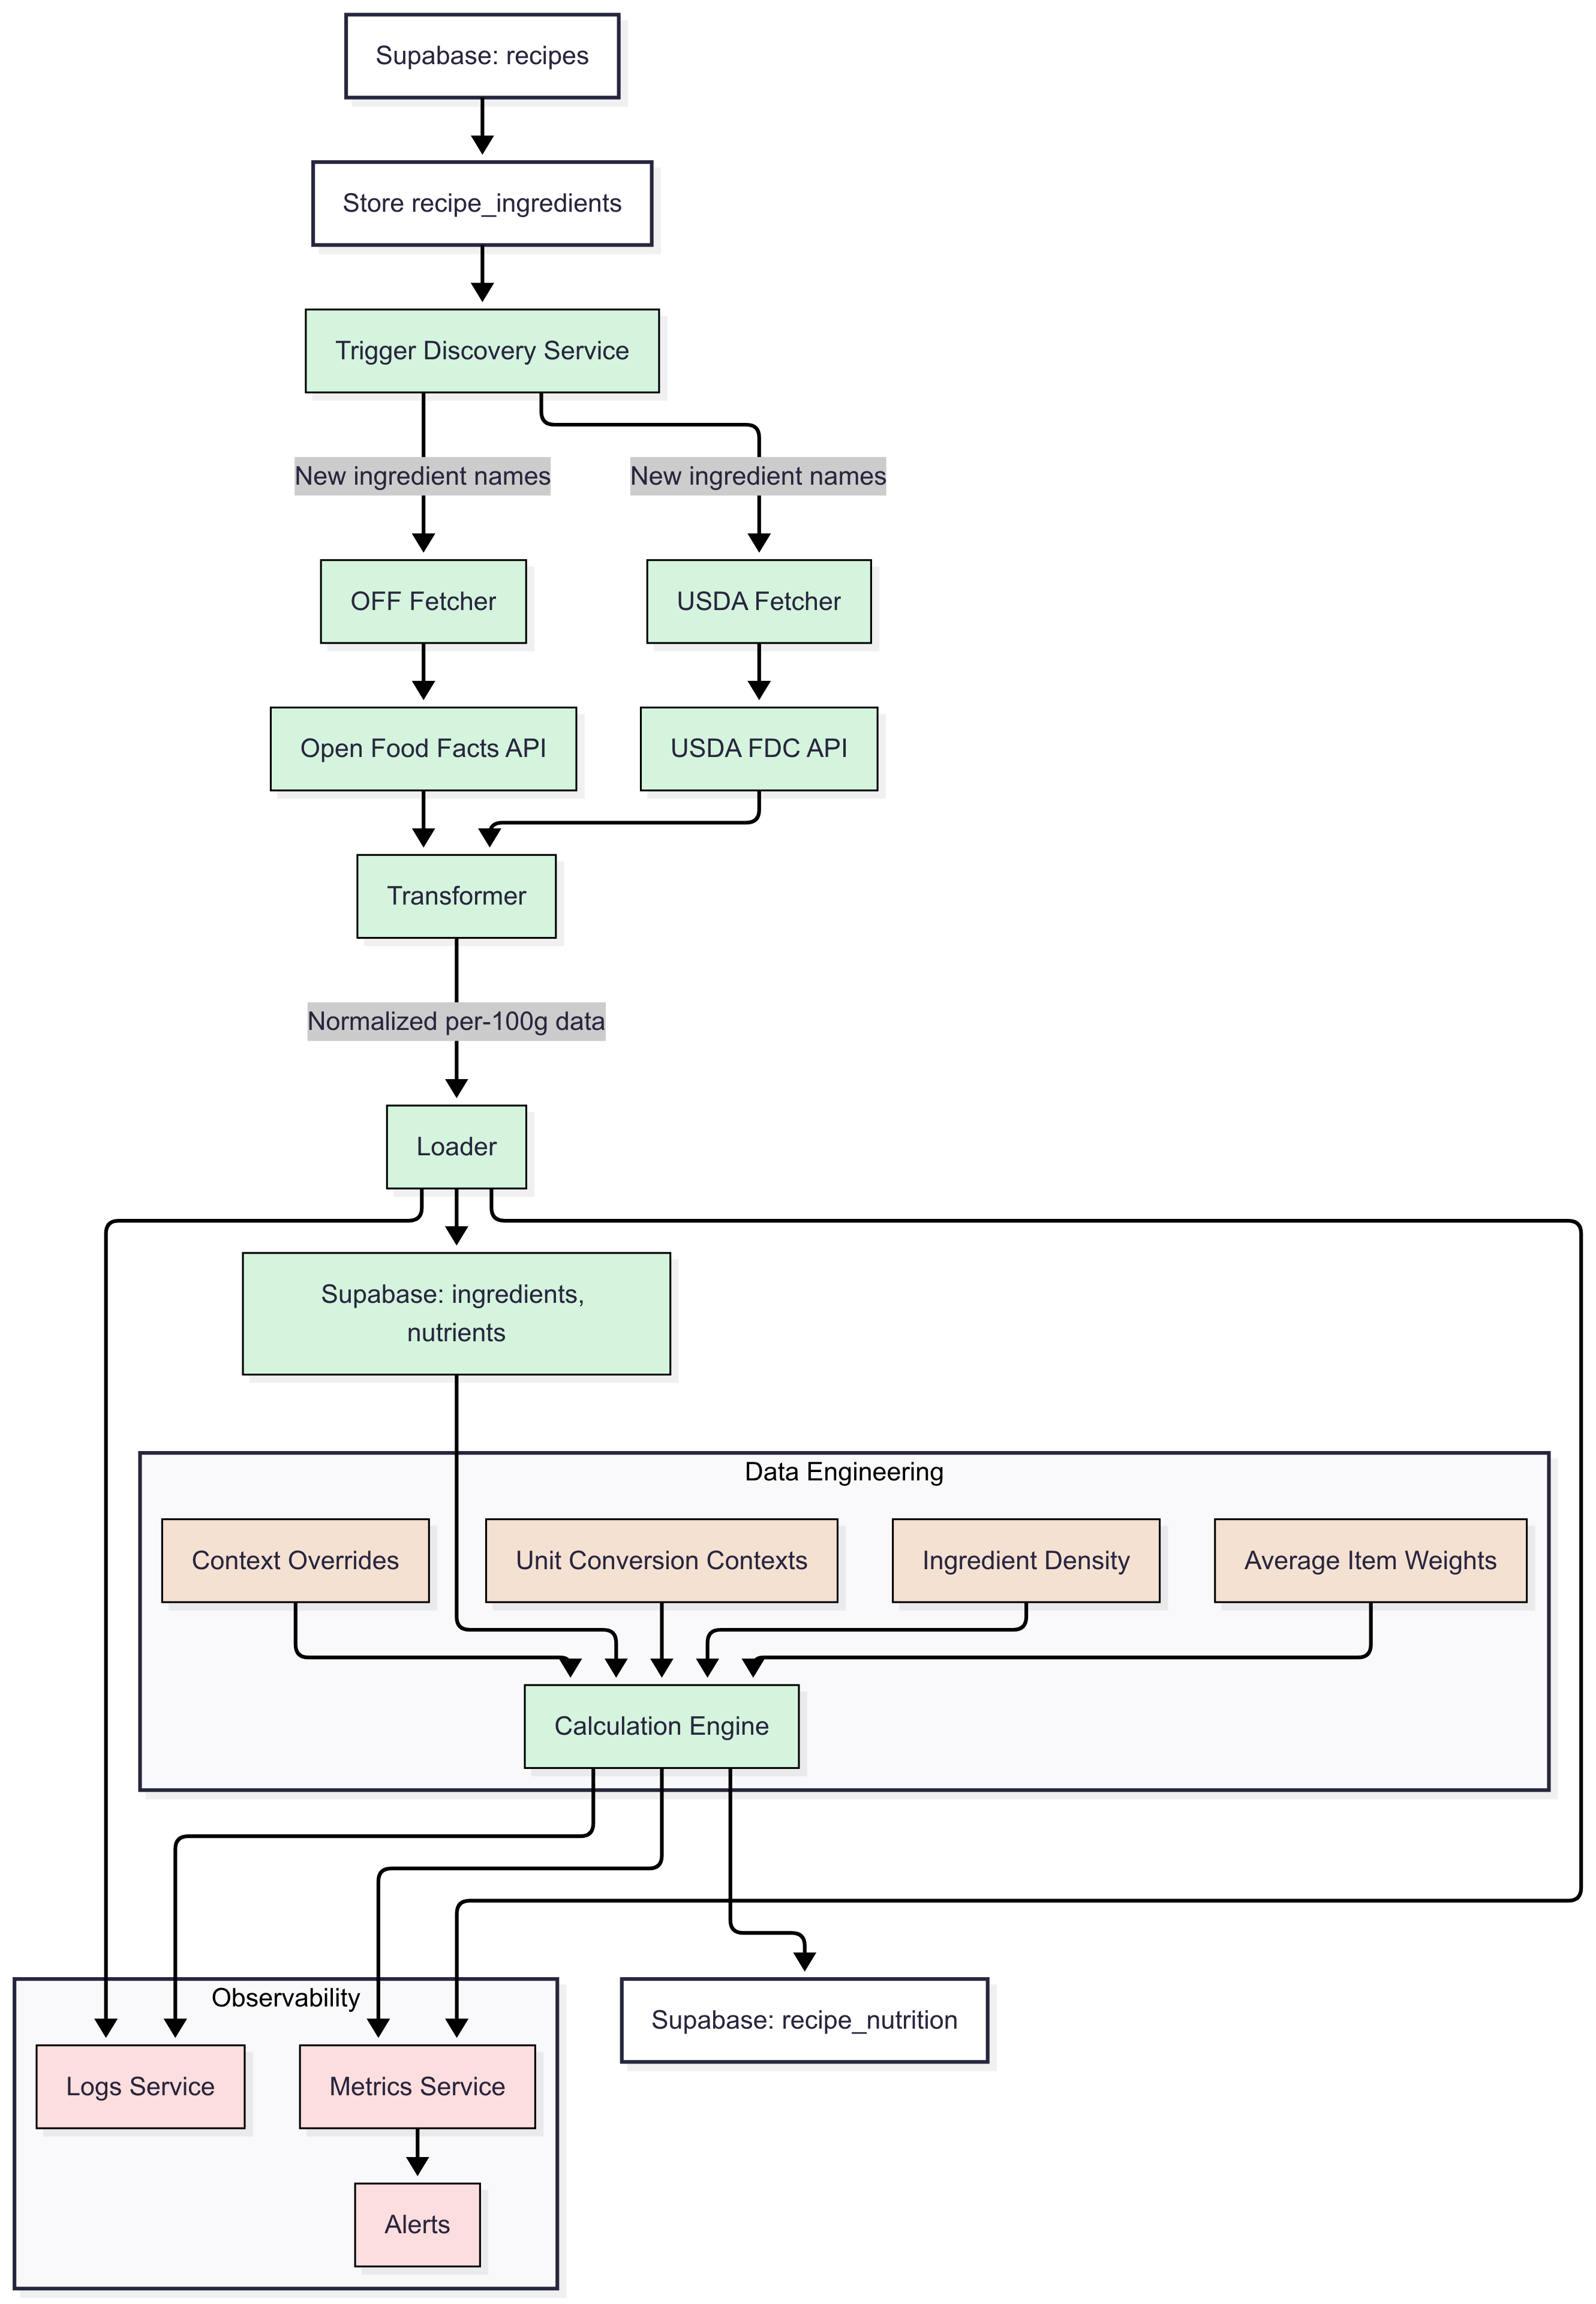 Supabase: recipes
Store recipe_ingredients
Trigger Discovery Service
New ingredient names
New ingredient names
OFF Fetcher
USDA Fetcher
Open Food Facts API
USDA FDC API
Transformer
Normalized per-100g data
Loader
Supabase: ingredients,
nutrients
Data Engineering
Context Overrides
Unit Conversion Contexts
Ingredient Density
Average Item Weights
Calculation Engine
Observability
Supabase: recipe_nutrition
Logs Service
Metrics Service
Alerts